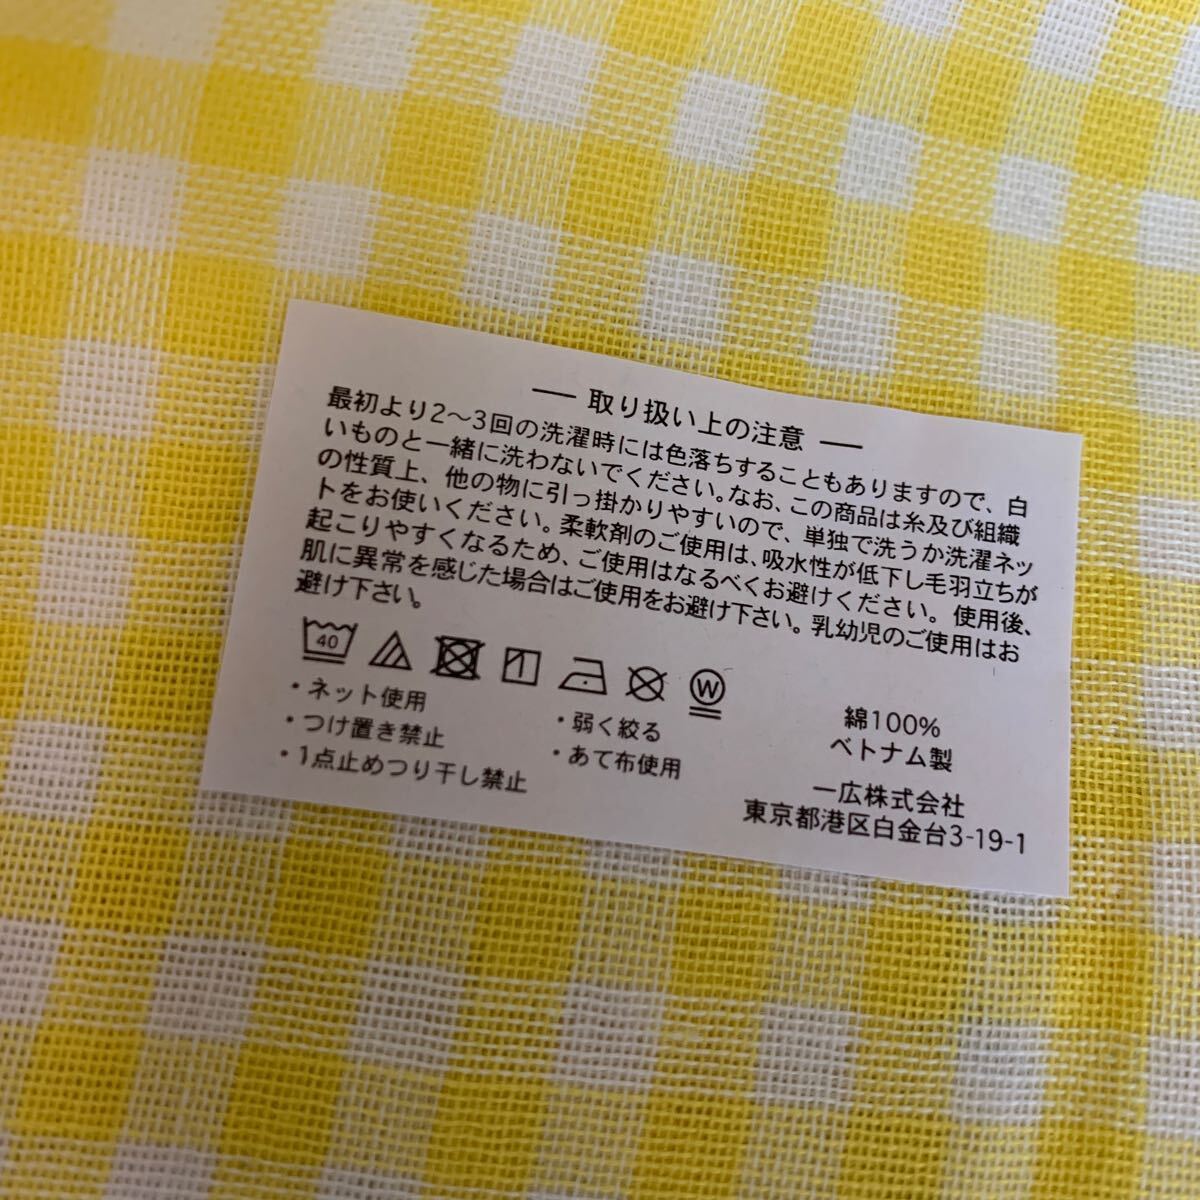 ― 取り扱い上の注意 ―
最初より2〜3回の洗濯時には色落ちすることもありますので、白
いものと一緒に洗わないでください。なお、この商品は糸及び組織
の性質上、他の物に引っ掛かりやすいので、単独で洗うか洗濯ネッ
トをお使いください。柔軟剤のご使用は、吸水性が低下し毛羽立ちが
起こりやすくなるため、ご使用はなるべくお避けください。使用後、
肌に異常を感じた場合はご使用をお避け下さい。乳幼児のご使用はお
避け下さい。
40 W
・ネット使用
・つけ置き禁止
・1点止めつり干し禁止
・弱く絞る
・あて布使用
綿100%
ベトナム製
一広株式会社
東京都港区白金台3-19-1